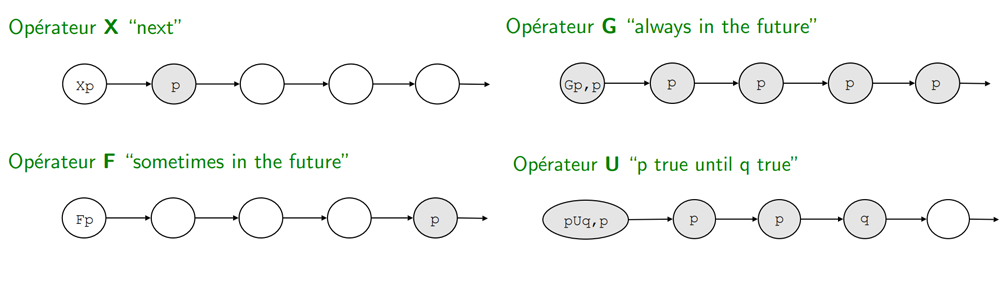 Opérateur X “next”
Xp p
Opérateur G “always in the future”
Gp,p p p p p
Opérateur F “sometimes in the future”
Fp p
Opérateur U “p true until q true”
pUq,p p p q